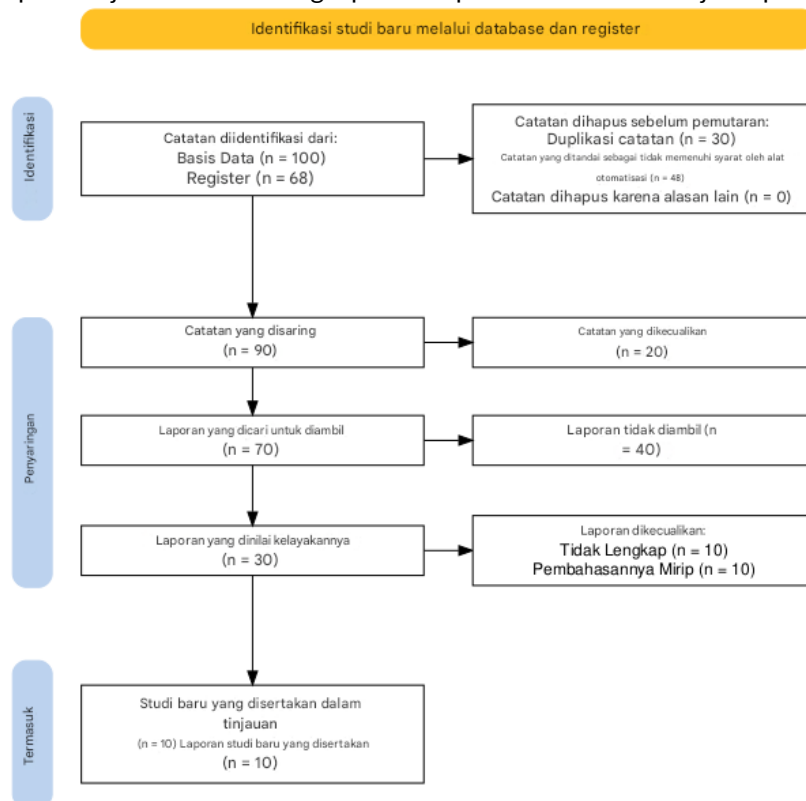 Identifikasi studi baru melalui database dan register
Identifikasi
Catatan diidentifikasi dari:
Basis Data (n = 100)
Register (n = 68)
Catatan dihapus sebelum pemutaran:
Duplikasi catatan (n = 30)
Catatan yang ditandai sebagai tidak memenuhi syarat oleh alat
otomatisasi (n = 48)
Catatan dihapus karena alasan lain (n = 0)
Penyaringan
Catatan yang disaring
(n = 90)
Catatan yang dikecualikan
(n = 20)
Laporan yang dicari untuk diambil
(n = 70)
Laporan tidak diambil (n
= 40)
Laporan yang dinilai kelayakannya
(n = 30)
Laporan dikecualikan:
Tidak Lengkap (n = 10)
Pembahasannya Mirip (n = 10)
Termasuk
Studi baru yang disertakan dalam
tinjauan
(n = 10) Laporan studi baru yang disertakan
(n = 10)